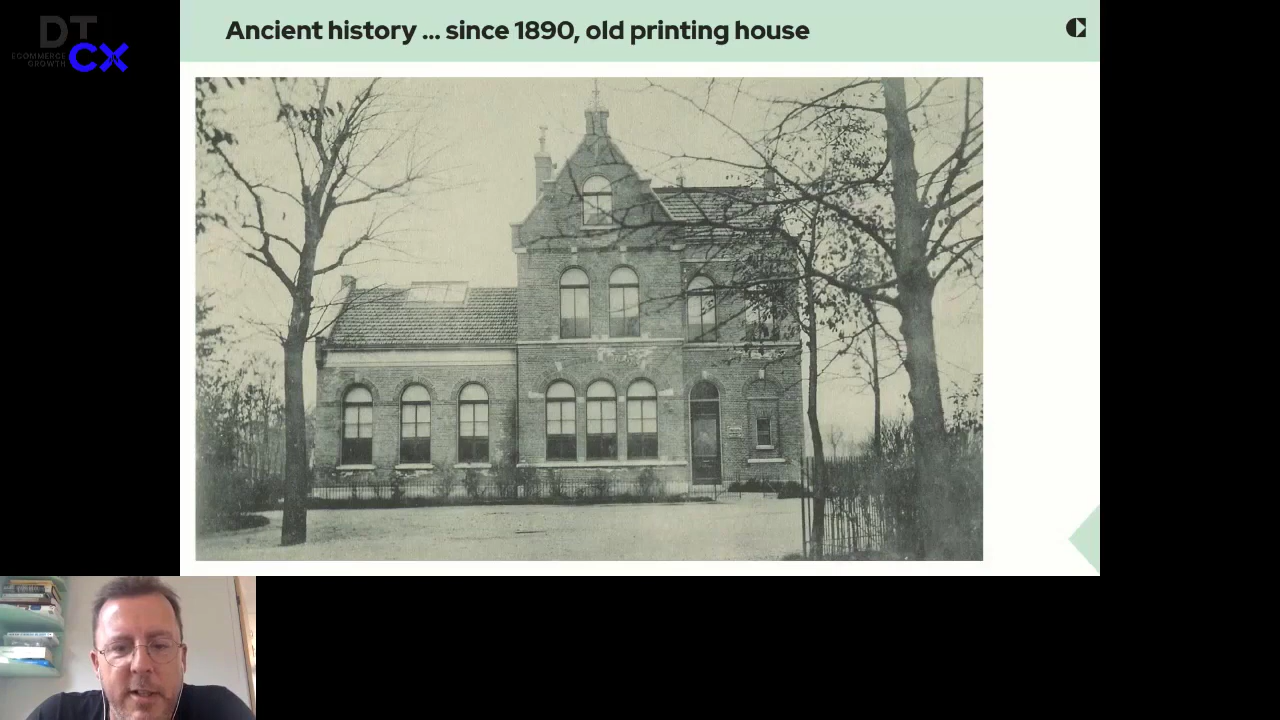 Ancient history ... since 1890, old printing house
DT
ECOMMERCE
GROWTH
CX